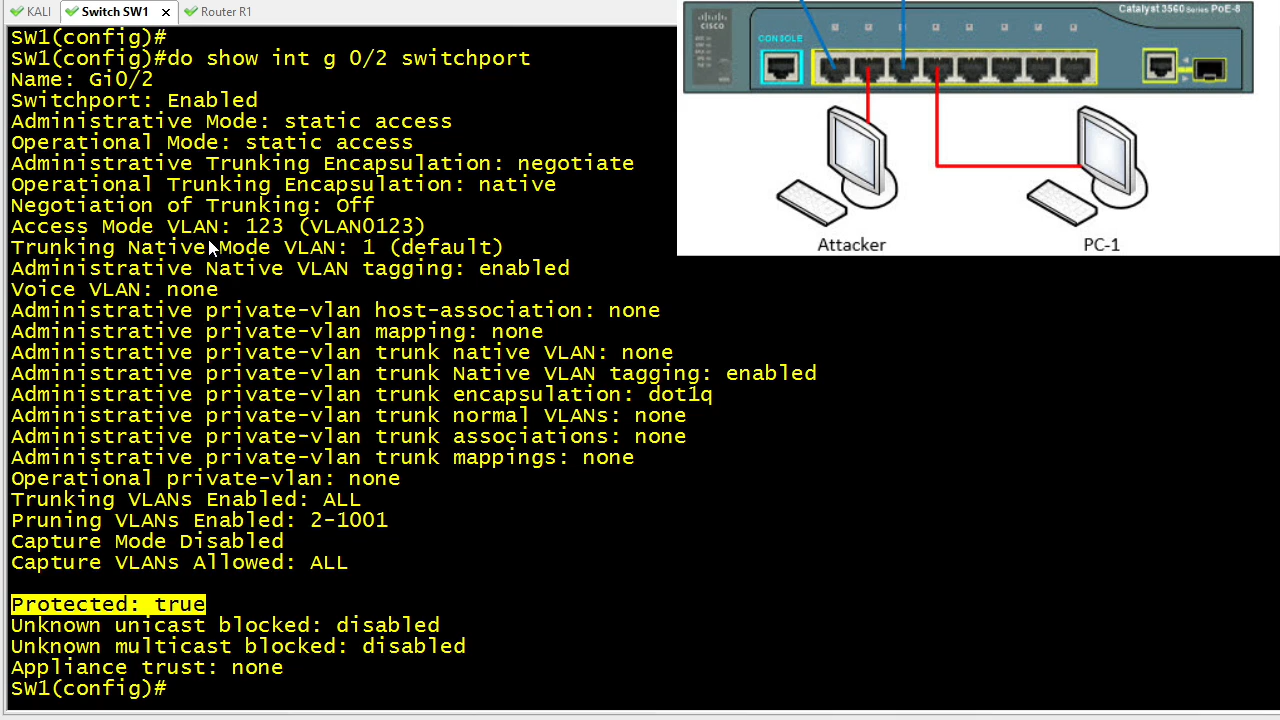 KALI
Switch SW1
Router R1
SW1(config)#
SW1(config)#do show int g 0/2 switchport
Name: Gi0/2
Switchport: Enabled
Administrative Mode: static access
Operational Mode: static access
Administrative Trunking Encapsulation: negotiate
Operational Trunking Encapsulation: native
Negotiation of Trunking: Off
Access Mode VLAN: 123 (VLAN0123)
Trunking Native Mode VLAN: 1 (default)
Administrative Native VLAN tagging: enabled
Voice VLAN: none
Administrative private-vlan host-association: none
Administrative private-vlan mapping: none
Administrative private-vlan trunk native VLAN: none
Administrative private-vlan trunk Native VLAN tagging: enabled
Administrative private-vlan trunk encapsulation: dot1q
Administrative private-vlan trunk normal VLANs: none
Administrative private-vlan trunk associations: none
Administrative private-vlan trunk mappings: none
Operational private-vlan: none
Trunking VLANs Enabled: ALL
Pruning VLANs Enabled: 2-1001
Capture Mode Disabled
Capture VLANs Allowed: ALL
Protected: true
Unknown unicast blocked: disabled
Unknown multicast blocked: disabled
Appliance trust: none
SW1(config)#
Catalyst 3560 Series PoE-8
CISCO
CONSOLE
Attacker
PC-1